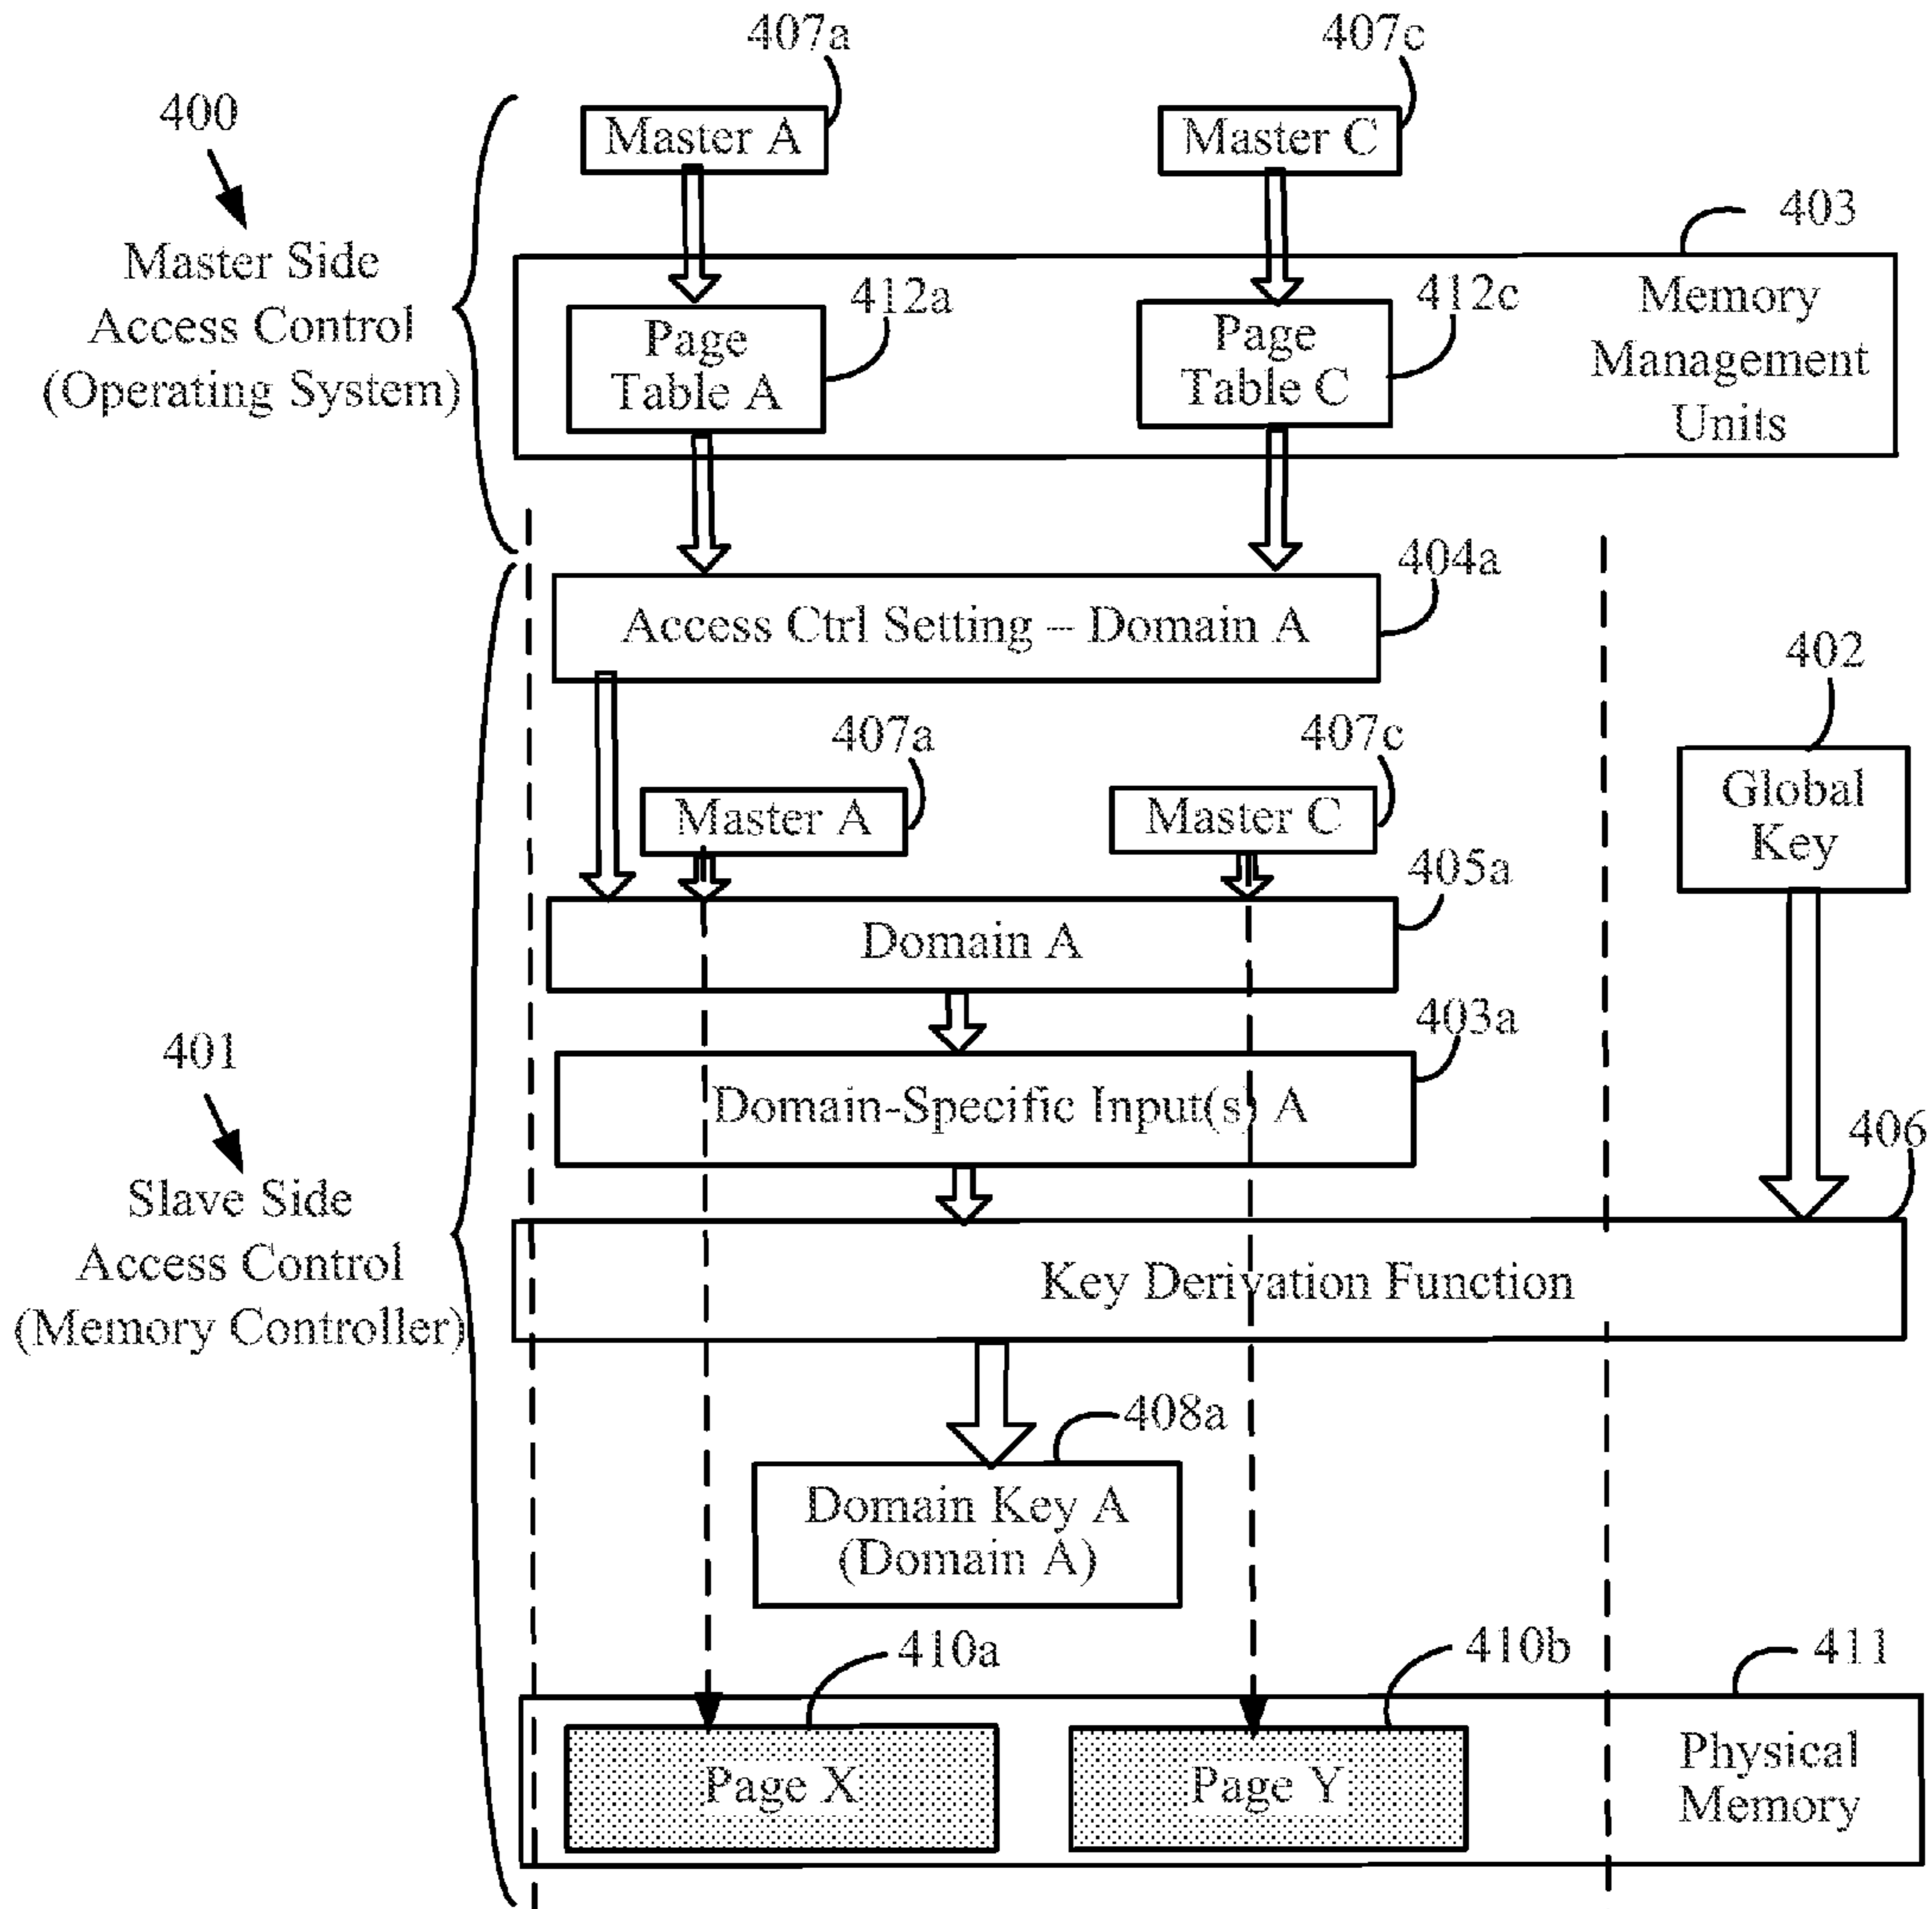 407a
407c
400
Master A
Master C
403
Master Side
Access Control
(Operating System)
412a
412c
Page
Table A
Page
Table C
Memory
Management
Units
404a
Access Ctrl Setting – Domain A
402
407a
407c
Master A
Master C
Global
Key
405a
Domain A
403a
401
Domain-Specific Input(s) A
406
Slave Side
Access Control
(Memory Controller)
Key Derivation Function
408a
Domain Key A
(Domain A)
410a
410b
411
Page X
Page Y
Physical
Memory